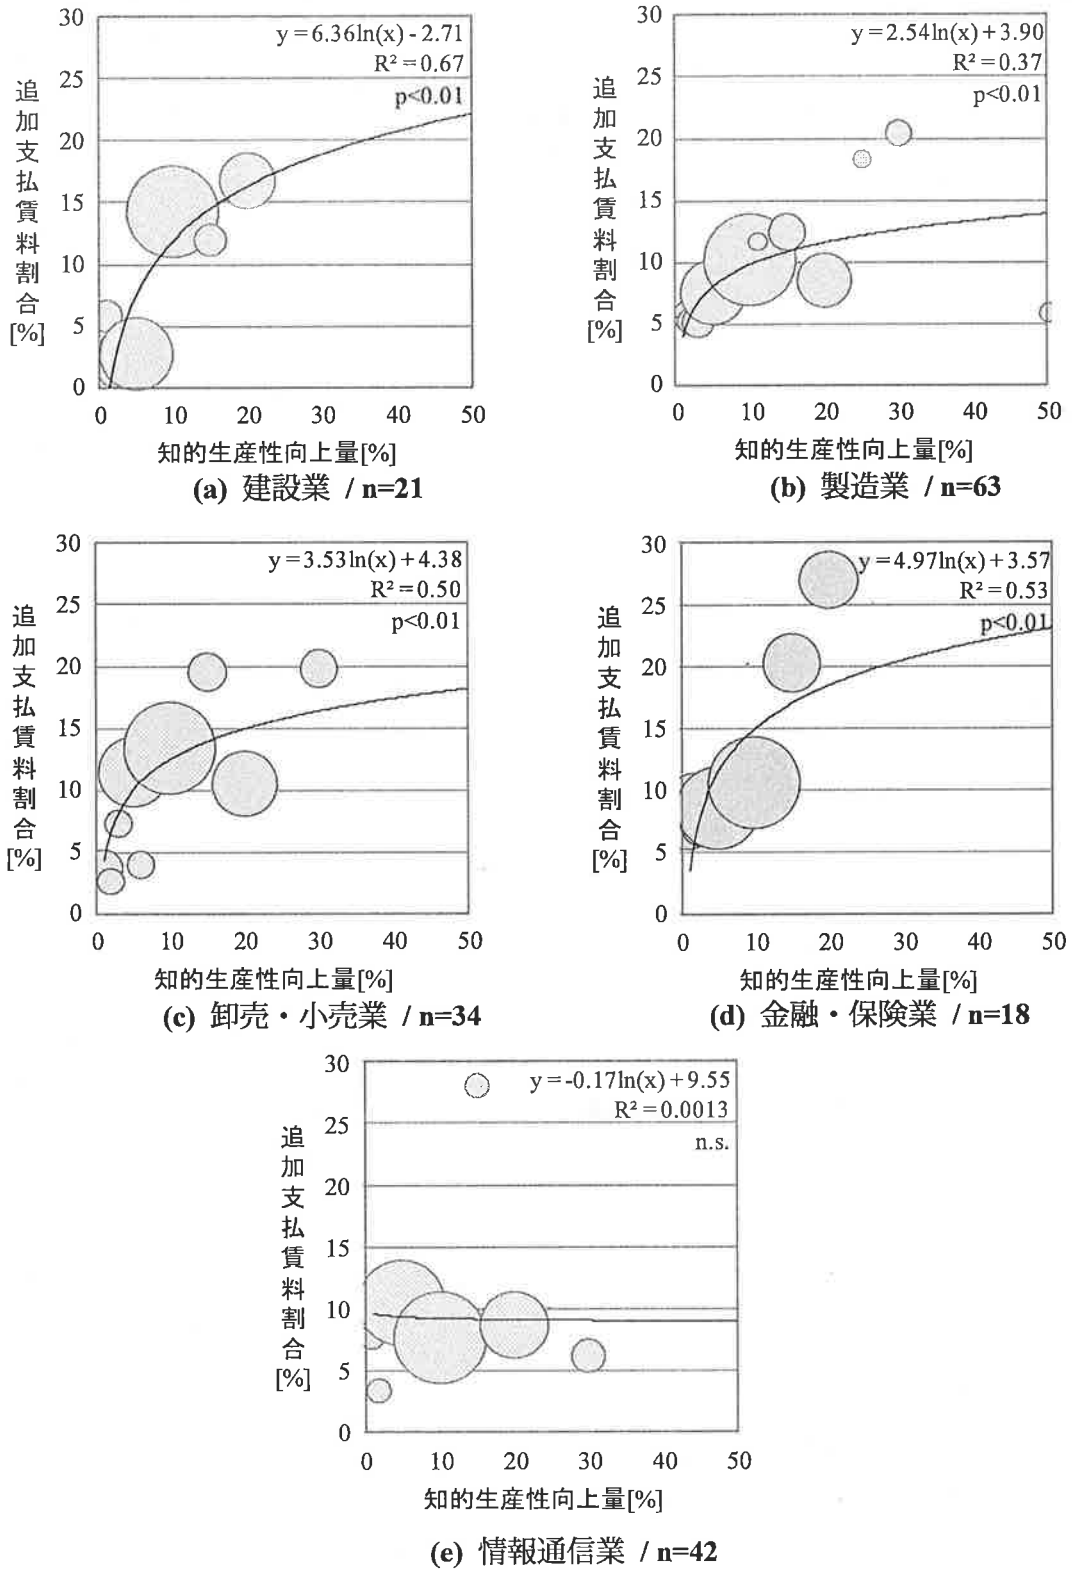 y=6.36ln(x)-2.71
R²=0.67
p<0.01
追加支払賃料割合[%]
30
25
20
15
10
5
0
0 10 20 30 40 50
知的生産性向上量[%]
(a) 建設業 / n=21
y=2.54ln(x)+3.90
R²=0.37
p<0.01
追加支払賃料割合[%]
30
25
20
15
10
5
0
0 10 20 30 40 50
知的生産性向上量[%]
(b) 製造業 / n=63
y=3.53ln(x)+4.38
R²=0.50
p<0.01
追加支払賃料割合[%]
30
25
20
15
10
5
0
0 10 20 30 40 50
知的生産性向上量[%]
(c) 卸売・小売業 / n=34
y=4.97ln(x)+3.57
R²=0.53
p<0.01
追加支払賃料割合[%]
30
25
20
15
10
5
0
0 10 20 30 40 50
知的生産性向上量[%]
(d) 金融・保険業 / n=18
y=-0.17ln(x)+9.55
R²=0.0013
n.s.
追加支払賃料割合[%]
30
25
20
15
10
5
0
0 10 20 30 40 50
知的生産性向上量[%]
(e) 情報通信業 / n=42